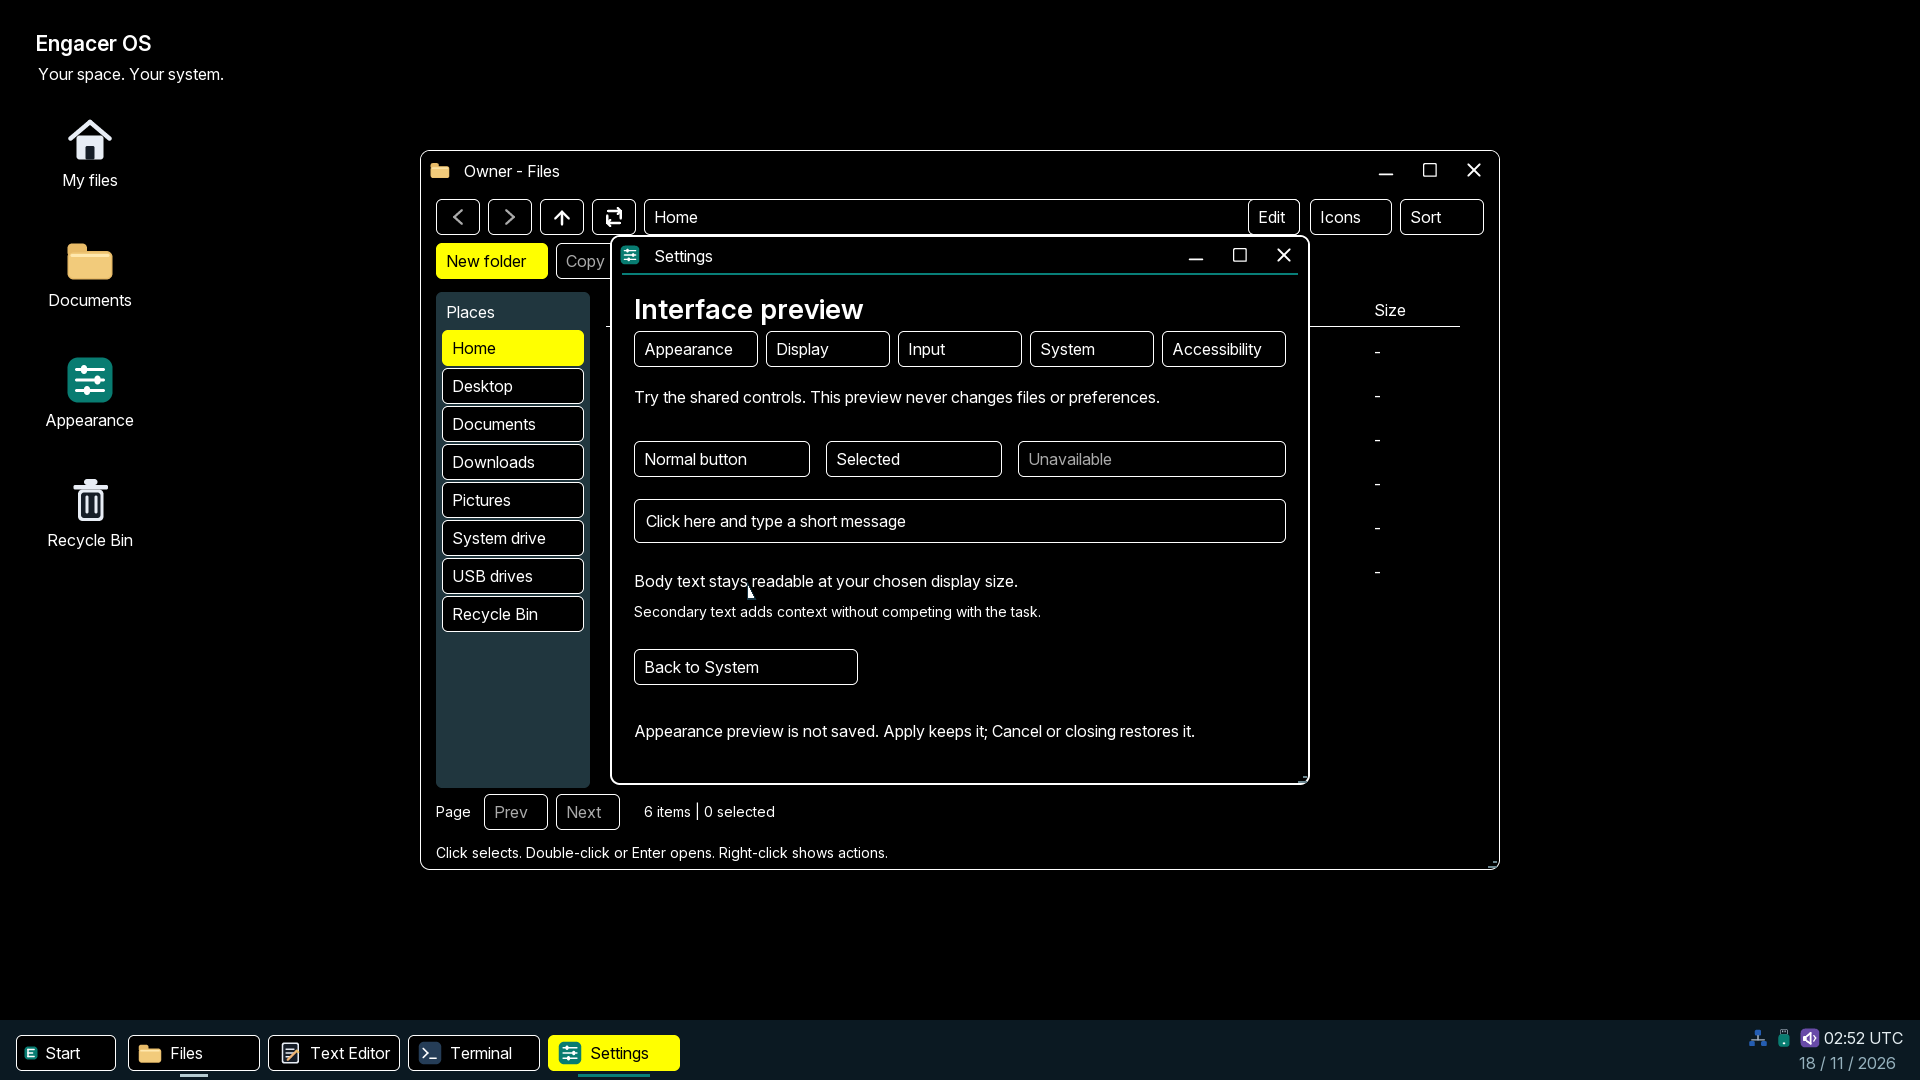 Engacer OS
Your space. Your system.
My files
Documents
Appearance
Recycle Bin
Owner - Files
Home
Edit
Icons
Sort
New folder
Copy
Places
Home
Desktop
Documents
Downloads
Pictures
System drive
USB drives
Recycle Bin
Size
-
-
-
-
-
-
Settings
Interface preview
Appearance
Display
Input
System
Accessibility
Try the shared controls. This preview never changes files or preferences.
Normal button
Selected
Unavailable
Click here and type a short message
Body text stays readable at your chosen display size.
Secondary text adds context without competing with the task.
Back to System
Appearance preview is not saved. Apply keeps it; Cancel or closing restores it.
Page
Prev
Next
6 items | 0 selected
Click selects. Double-click or Enter opens. Right-click shows actions.
Start
Files
Text Editor
Terminal
Settings
02:52 UTC
18 / 11 / 2026